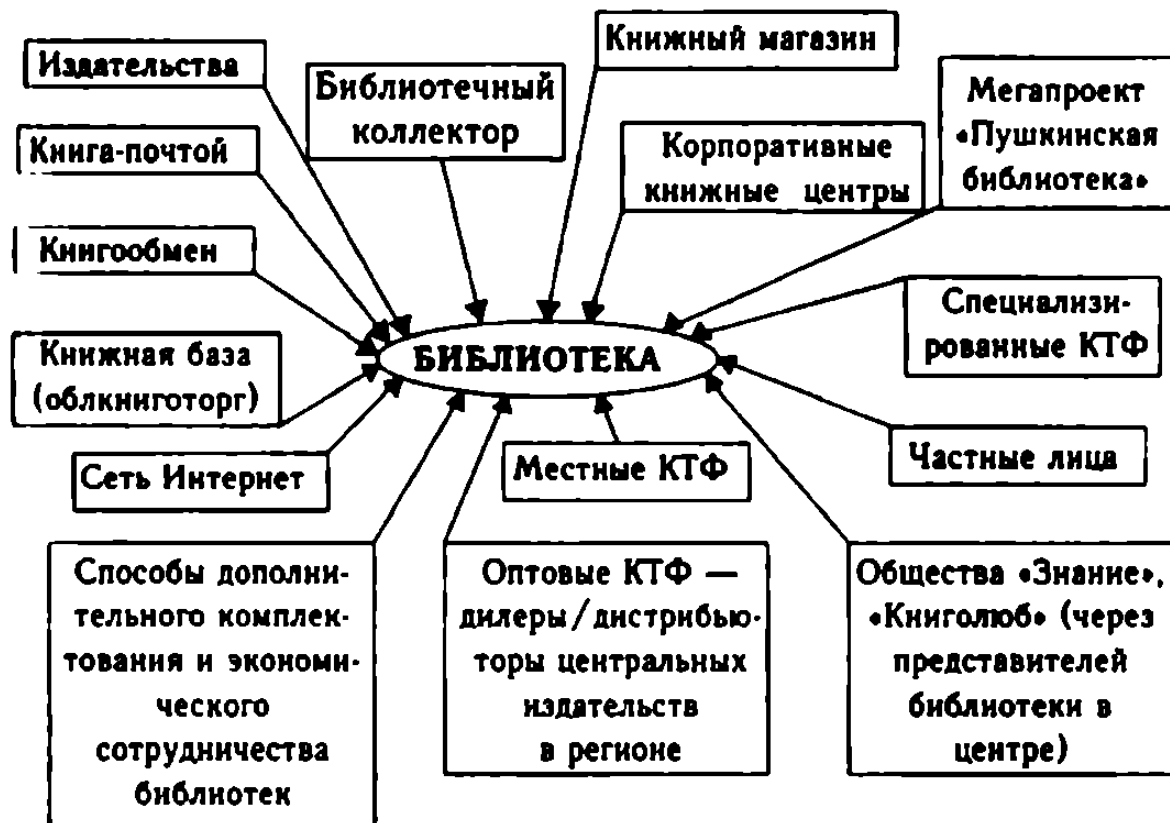 Издательства
Библиотечный
коллектор
Книжный магазин
Мегапроект
«Пушкинская
библиотека»
Книга-почтой
Корпоративные
книжные центры
Книгообмен
Специализи-
рованные КТФ
Книжная база
(облкниготорг)
БИБЛИОТЕКА
Сеть Интернет
Местные КТФ
Частные лица
Способы дополни-
тельного комплек-
тования и экономи-
ческого
сотрудничества
библиотек
Оптовые КТФ —
дилеры/дистрибью-
торы центральных
издательств
в регионе
Общества «Знание»,
«Книголюб» (через
представителей
библиотеки в
центре)